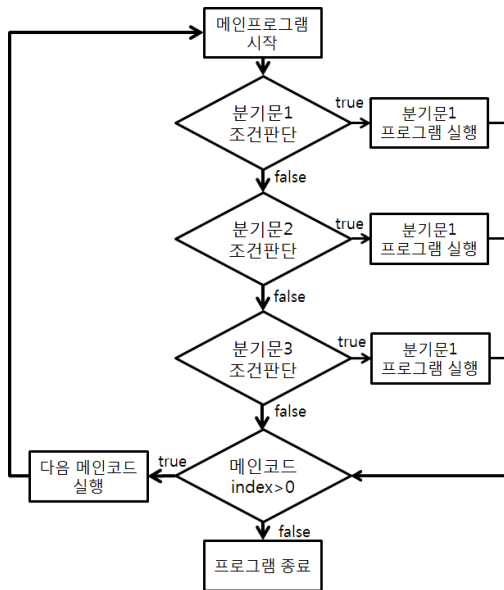 메인프로그램
시작
분기문1
조건판단
true
분기문1
프로그램 실행
false
분기문2
조건판단
true
분기문1
프로그램 실행
false
분기문3
조건판단
true
분기문1
프로그램 실행
false
메인코드
index>0
true
다음 메인코드
실행
false
프로그램 종료